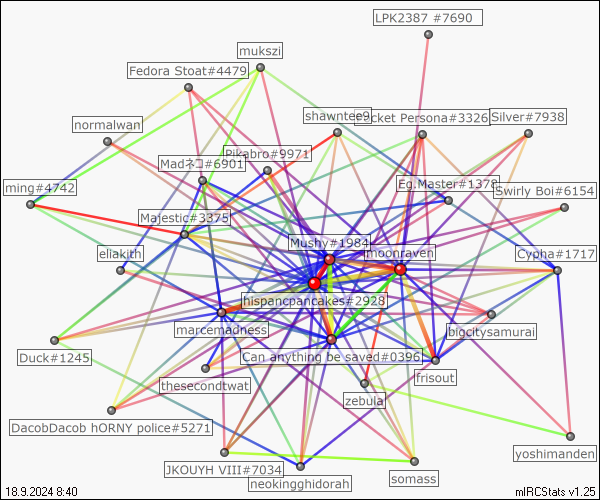 LPK2387 #7690
mukszi
Fedora Stoat#4479
shawntee9
cket Persona#3326
Silver#7938
normalwan
Pikabro#9971
Madネコ#6901
ming#4742
Eg.Master#1378
Swirly Boi#6154
Majestic#3375
Mushy#1984
moonraven
eliakith
Cypha#1717
hispancpancakes#2928
marcemadness
bigcitysamurai
Duck#1245
Can anything be saved#0396
thesecondtwat
frisout
zebula
DacobDacob hORNY police#5271
yoshimanden
JKOUYH VIII#7034
somass
neokingghidorah
18.9.2024 8:40
mIRCStats v1.25